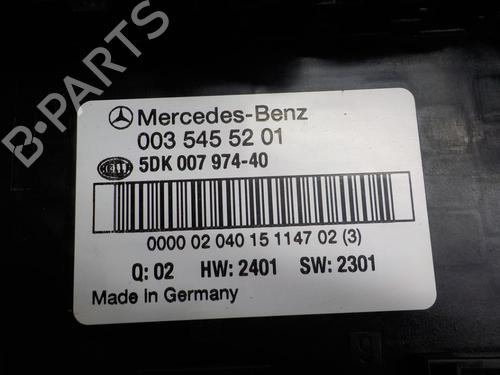 Mercedes-Benz
003 545 52 01
HELLA
5DK 007 974-40
0000 02 040 15 1147 02 (3)
Q: 02 HW: 2401 SW: 2301
Made in Germany
B-PARTS